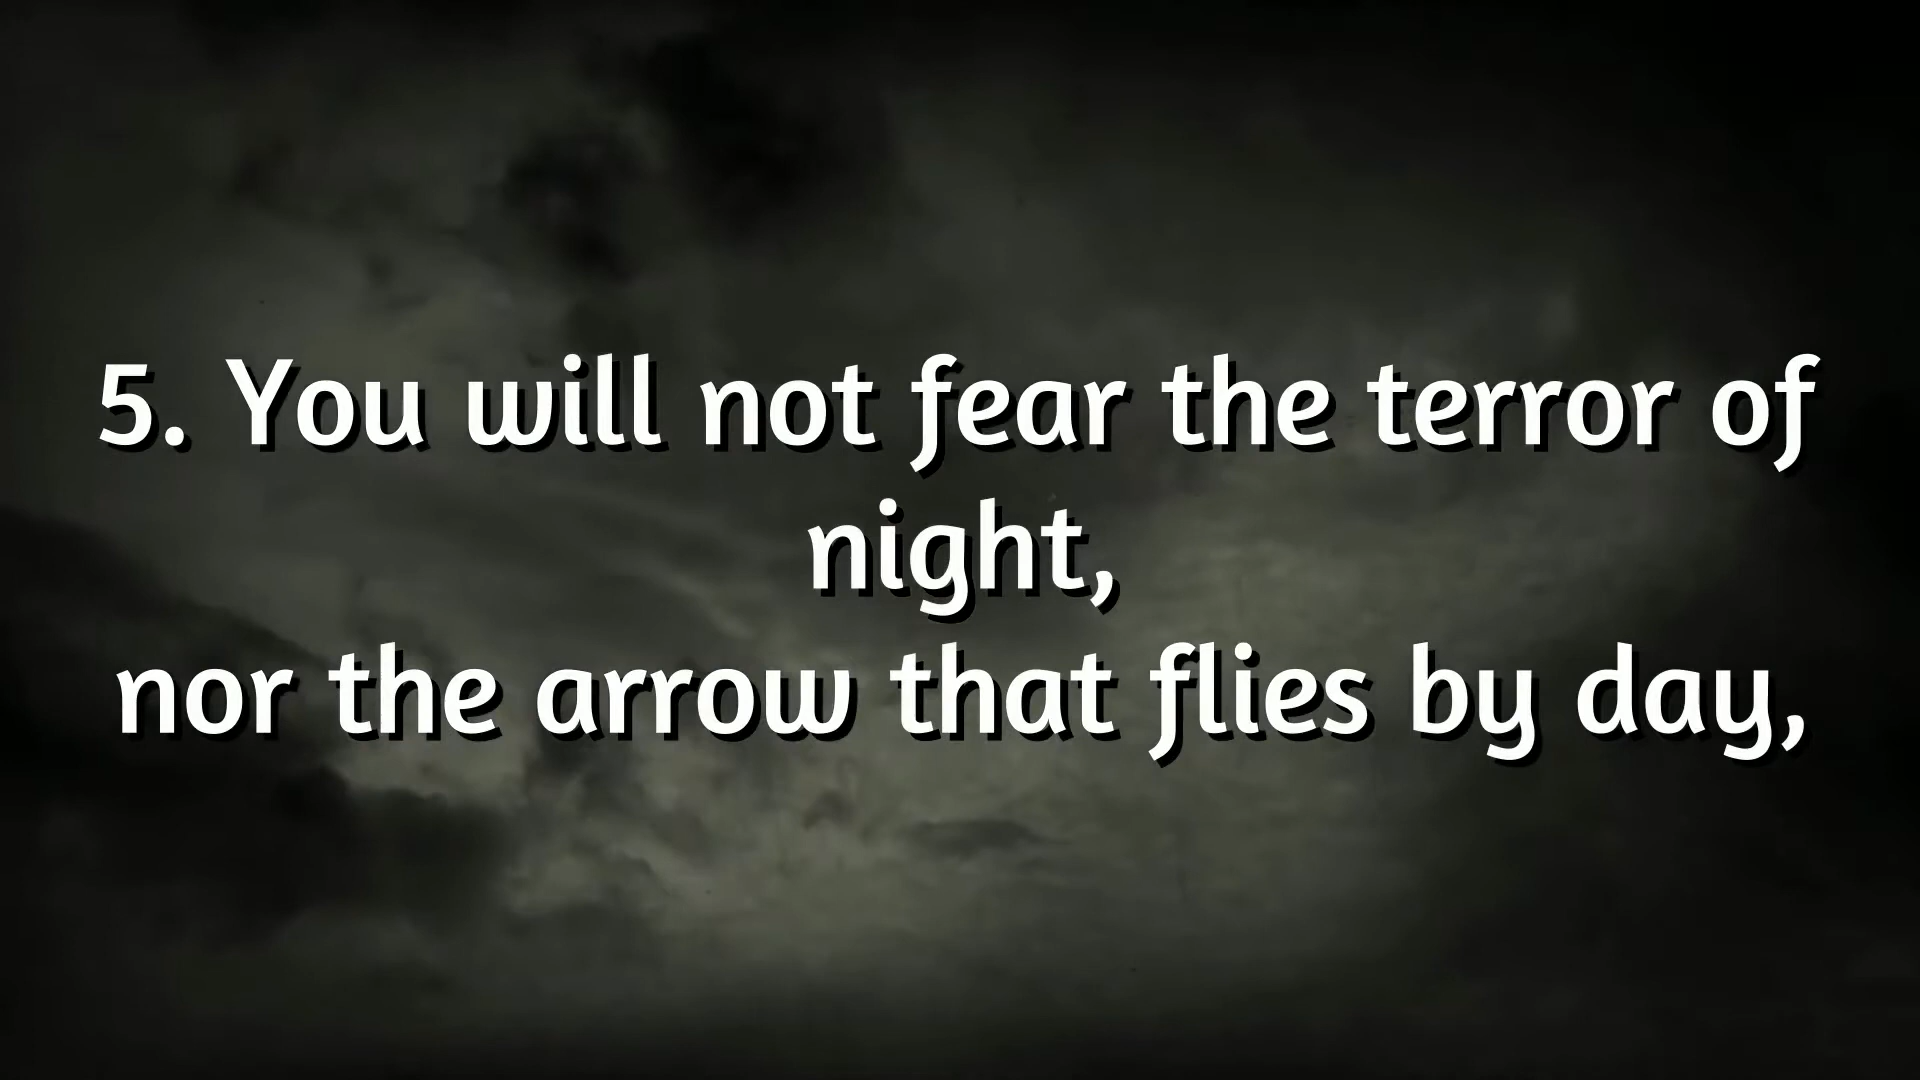 5. You will not fear the terror of
night,
nor the arrow that flies by day,